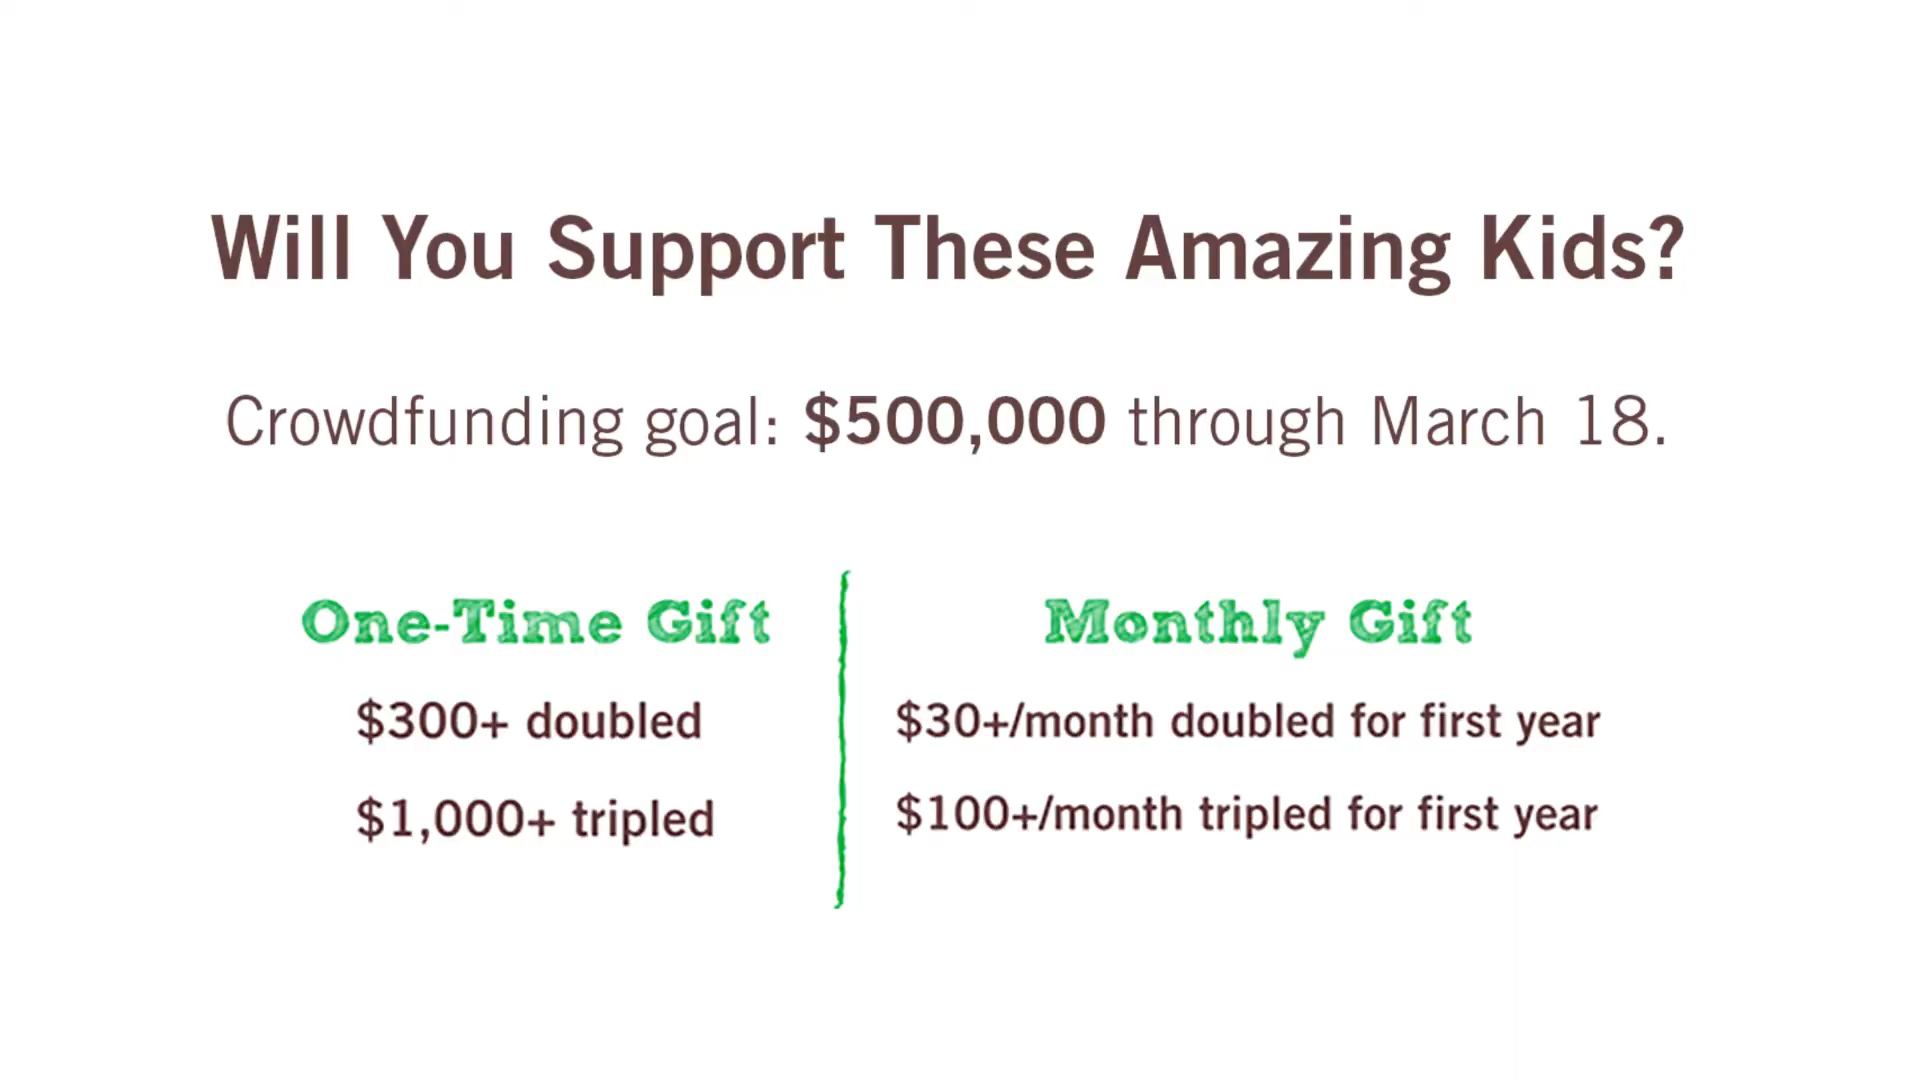 Will You Support These Amazing Kids?
Crowdfunding goal: $500,000 through March 18.
One-Time Gift
$300+ doubled
$1,000+ tripled
Monthly Gift
$30+/month doubled for first year
$100+/month tripled for first year